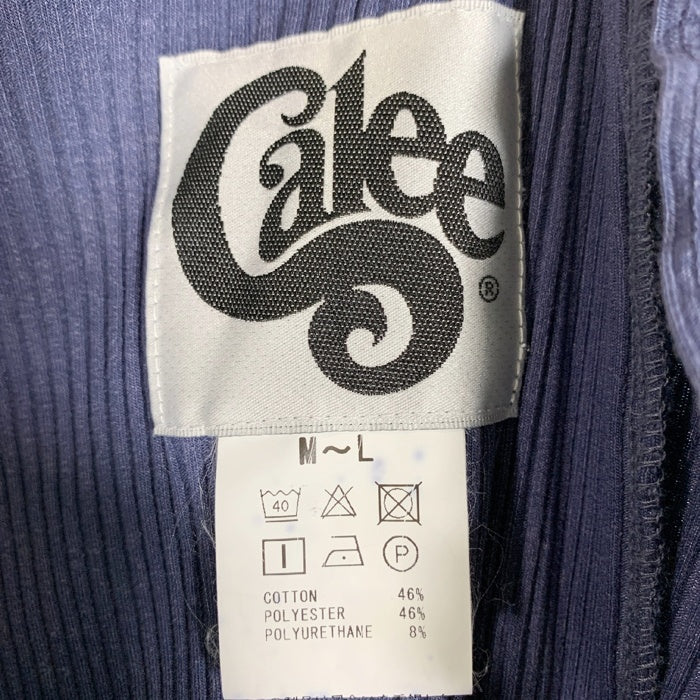 Calee
®
M～L
40
P
COTTON 46%
POLYESTER 46%
POLYURETHANE 8%